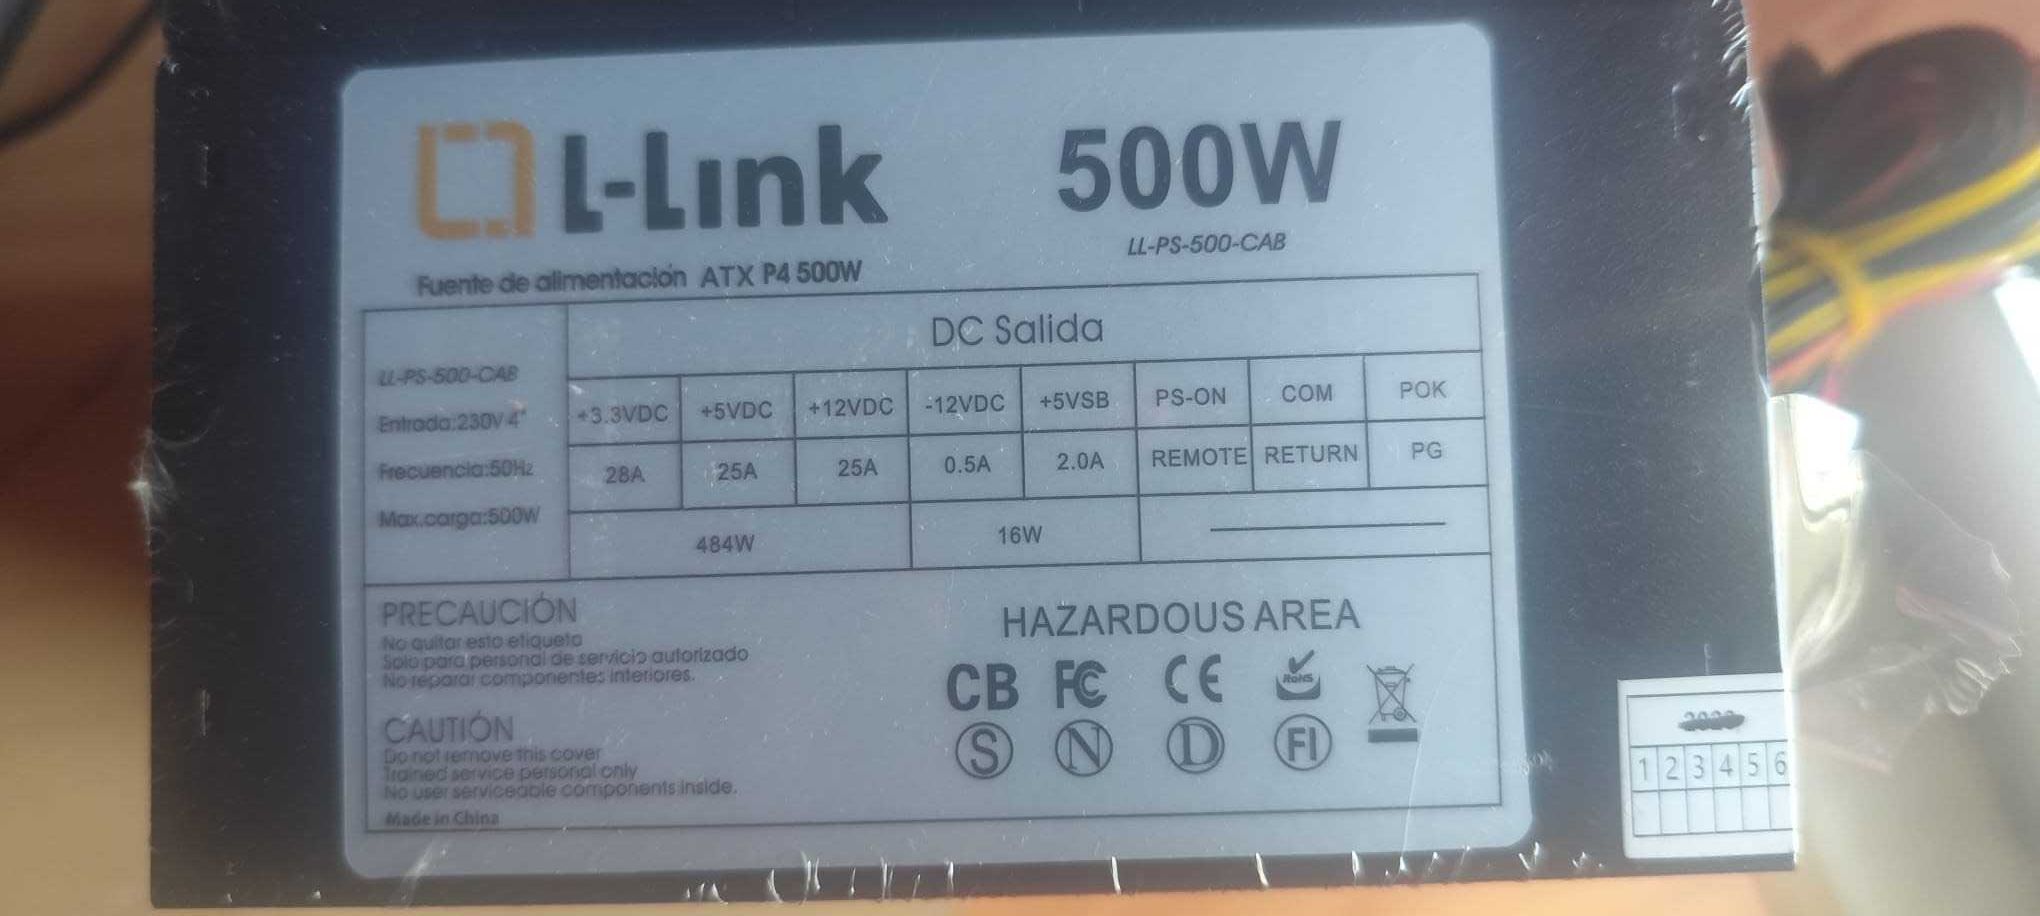 L-Link 500W
LL-PS-500-CAB
Fuente de alimentación ATX P4 500W
DC Salida
LL-PS-500-CAB
Entrada:230V 4"
Frecuencia:50Hz
Max.carga:500W
+3.3VDC +5VDC +12VDC -12VDC +5VSB PS-ON COM POK
28A 25A 25A 0.5A 2.0A REMOTE RETURN PG
484W 16W
PRECAUCIÓN
No quitar esta etiqueta
Solo para personal de servicio autorizado
No reparar componentes interiores.
CAUTIÓN
Do not remove this cover
Trained service personal only
No user serviceable components inside.
Made in China
HAZARDOUS AREA
CB FC CE RoHS
S N D FI
1 2 3 4 5 6